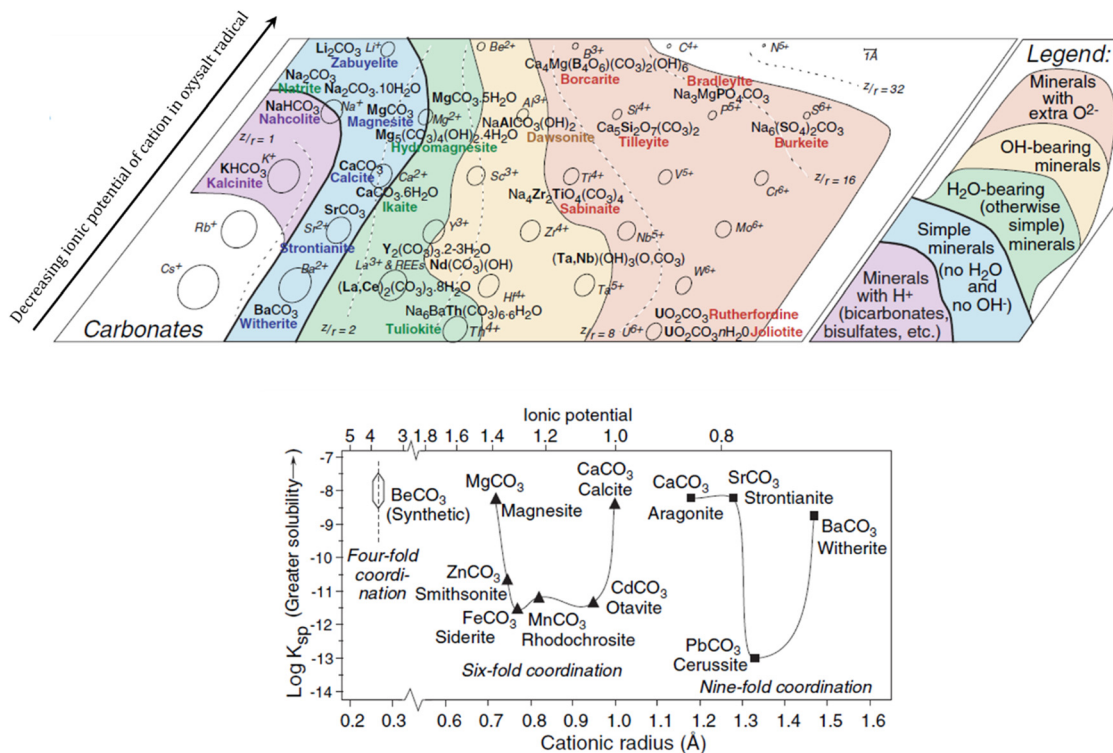 Decreasing ionic potential of cation in oxysalt radical
Carbonates
Li2CO3 Li+
Zabuyelite
Na2CO3
Natrite Na2CO3.10H2O
NaHCO3 Na+
Nahcolite
z/r = 1
K+
KHCO3
Kalcinite
Rb+
Cs+
MgCO3
Magnesite Mg2+
CaCO3
Calcite Ca2+
SrCO3
Sr2+
Strontianite
Ba2+
BaCO3
Witherite
z/r = 2
Be2+
MgCO3.5H2O
Mg5(CO3)4(OH)2.4H2O
Hydromagnesite
CaCO3.6H2O
Ikaite
Sc3+
Y3+
Y2(CO3)3.2-3H2O
La3+ & REEs
Nd(CO3)(OH)
(La,Ce)2(CO3)3.8H2O
Hf4+
Na6BaTh(CO3)6·6H2O
Tuliokite Th4+
Al3+
NaAlCO3(OH)2
Dawsonite
B3+
Ca4Mg(B4O6)(CO3)2(OH)6
Borcarite
C4+
N5+
1Å
z/r = 32
Bradleyite
Na3MgPO4CO3
Si4+
P5+
S6+
Ca5Si2O7(CO3)2
Tilleyite
Na6(SO4)2CO3
Burkeite
Ti4+
V5+
Cr6+
z/r = 16
Na4Zr2TiO4(CO3)4
Sabinaite
Zr4+
Nb5+
Mo6+
(Ta,Nb)(OH)3(O,CO3)
Ta5+
W6+
z/r = 8
U6+
UO2CO3 Rutherfordine
UO2CO3nH2O Joliotite
Legend:
Minerals
with
extra O2-
OH-bearing
minerals
H2O-bearing
(otherwise
simple)
minerals
Simple
minerals
(no H2O
and
no OH-)
Minerals
with H+
(bicarbonates,
bisulfates, etc.)
Ionic potential
5 4 3 1.8 1.6 1.4 1.2 1.0 0.8
Log Ksp (Greater solubility→)
-7
-8
-10
-11
-12
-13
-14
BeCO3
(Synthetic)
Four-fold
coordi-
nation
MgCO3
Magnesite
ZnCO3
Smithsonite
FeCO3
Siderite
MnCO3
Rhodochrosite
CdCO3
Otavite
CaCO3
Calcite
Six-fold coordination
CaCO3
Aragonite
SrCO3
Strontianite
BaCO3
Witherite
PbCO3
Cerussite
Nine-fold coordination
0.2 0.3 0.6 0.7 0.8 0.9 1.0 1.1 1.2 1.3 1.4 1.5 1.6
Cationic radius (Å)